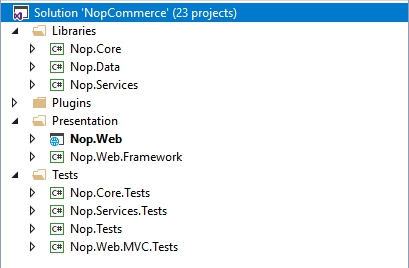 Solution 'NopCommerce' (23 projects)
Libraries
C# Nop.Core
C# Nop.Data
C# Nop.Services
Plugins
Presentation
Nop.Web
C# Nop.Web.Framework
Tests
C# Nop.Core.Tests
C# Nop.Services.Tests
C# Nop.Tests
C# Nop.Web.MVC.Tests